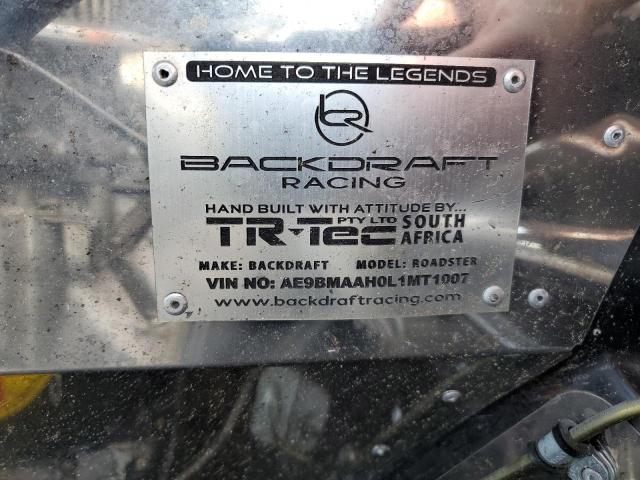 HOME TO THE LEGENDS
BR
BACKDRAFT
RACING
HAND BUILT WITH ATTITUDE BY...
TR-Tec PTY LTD SOUTH AFRICA
MAKE: BACKDRAFT MODEL: ROADSTER
VIN NO: AE9BMAAH0L1MT1007
www.backdraftracing.com